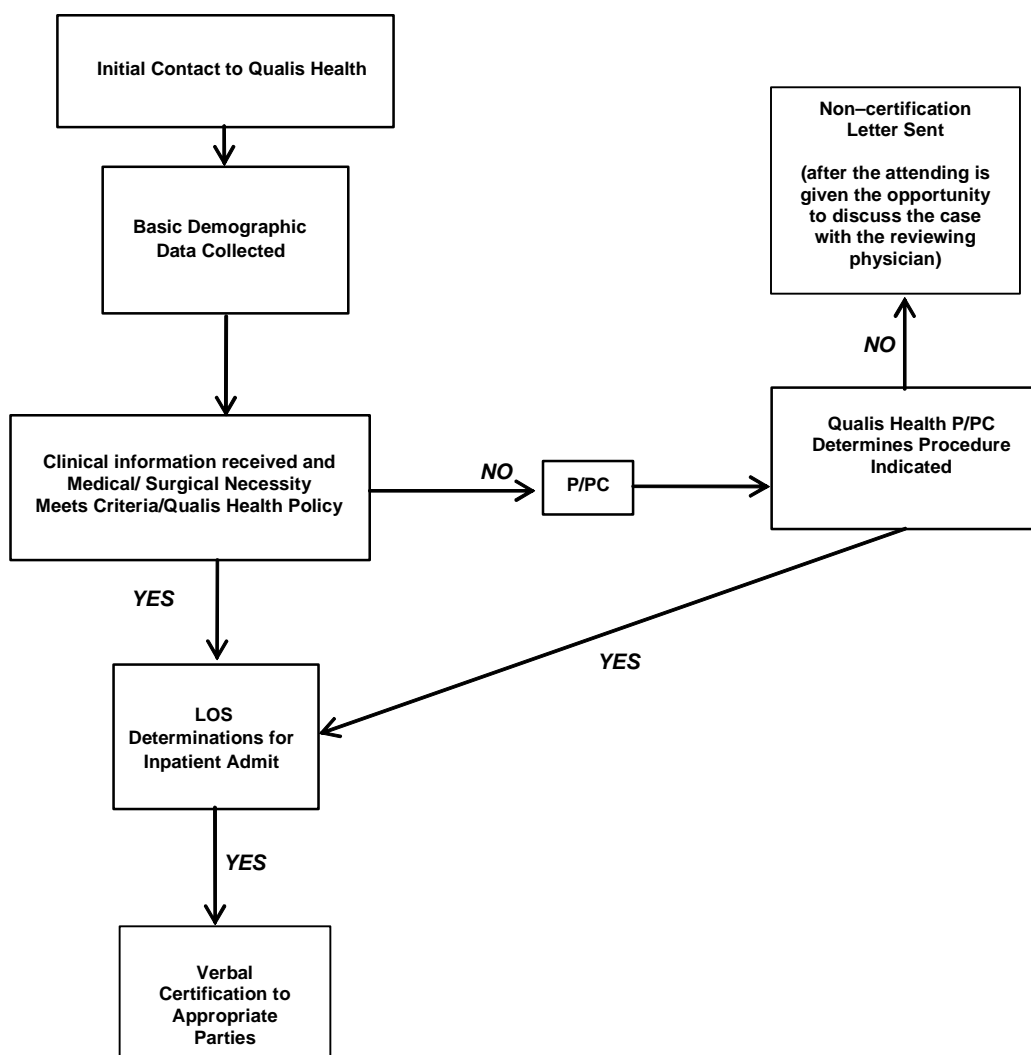 Initial Contact to Qualis Health
Basic Demographic
Data Collected
Clinical information received and
Medical/ Surgical Necessity
Meets Criteria/Qualis Health Policy
NO
P/PC
Qualis Health P/PC
Determines Procedure
Indicated
NO
Non–certification
Letter Sent
(after the attending is
given the opportunity
to discuss the case
with the reviewing
physician)
YES
YES
LOS
Determinations for
Inpatient Admit
YES
Verbal
Certification to
Appropriate
Parties